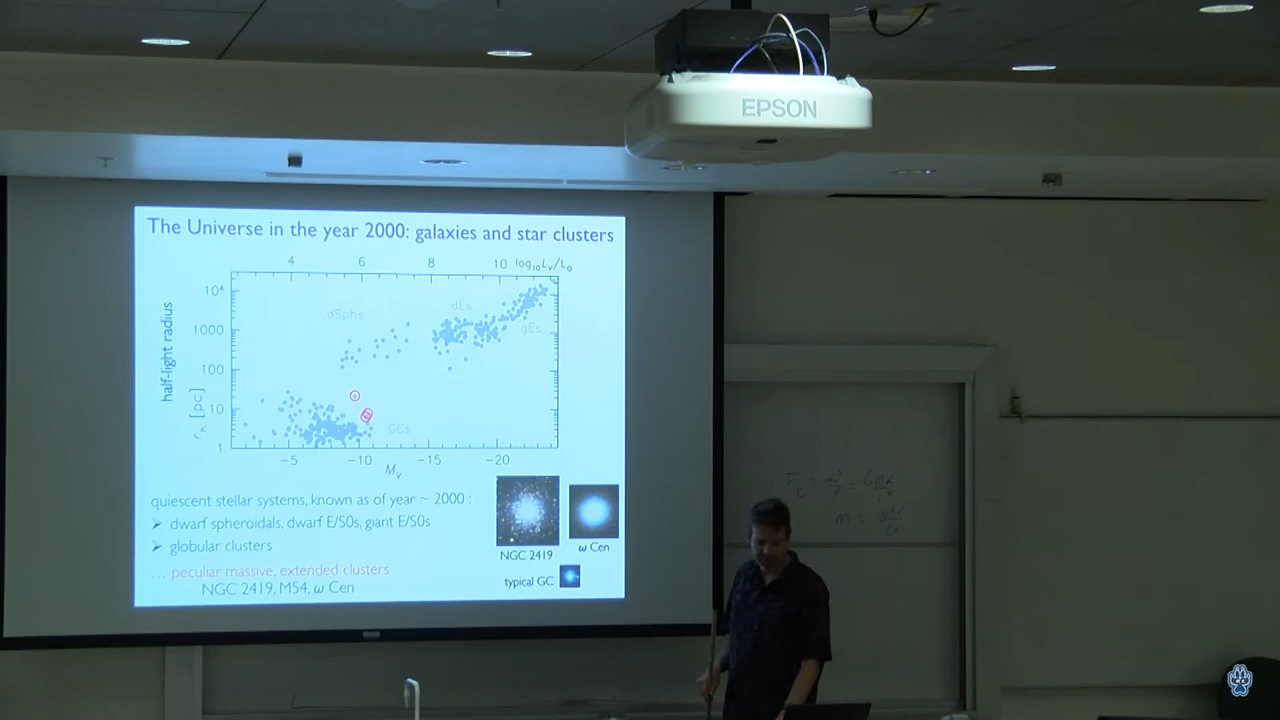 EPSON
The Universe in the year 2000: galaxies and star clusters
4 6 8 10 log₁₀Lᵥ/L⊙
dSphs
dEs
gEs
GCs
half-light radius
rₕ [pc]
10⁴
1000
100
10
1
-5 -10 -15 -20
Mᵥ
quiescent stellar systems, known as of year ~ 2000 :
➢ dwarf spheroidals, dwarf E/S0s, giant E/S0s
➢ globular clusters
... peculiar massive, extended clusters
NGC 2419, M54, ω Cen
NGC 2419
ω Cen
typical GC